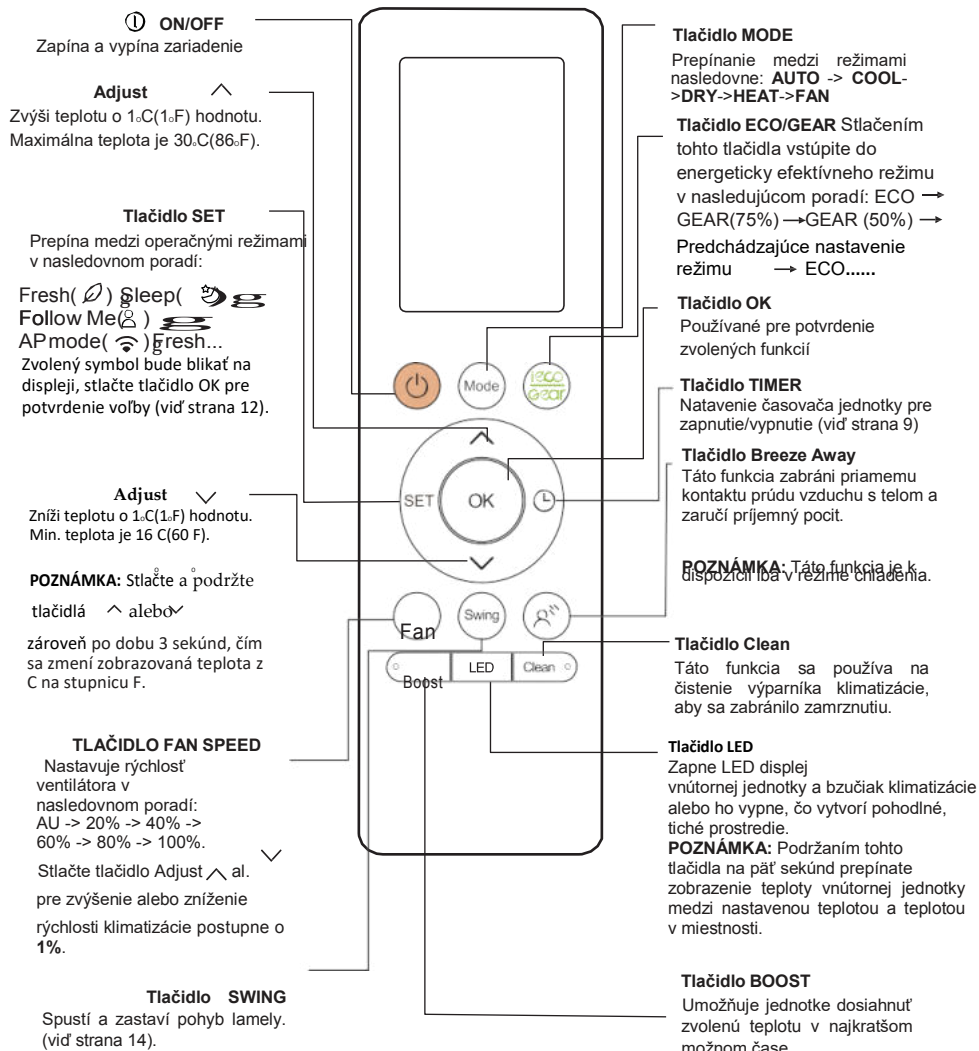 ON/OFF
Zapína a vypína zariadenie
Adjust
Zvýši teplotu o 1°C(1°F) hodnotu.
Maximálna teplota je 30°C(86°F).
Tlačidlo SET
Prepína medzi operačnými režimami
v nasledovnom poradí:
Fresh( ) Sleep( )
Follow Me( )
AP mode( ) Fresh...
Zvolený symbol bude blikať na
displeji, stlačte tlačidlo OK pre
potvrdenie voľby (viď strana 12).
Adjust
Zníži teplotu o 1°C(1°F) hodnotu.
Min. teplota je 16 C(60 F).
POZNÁMKA: Stlačte a podržte
tlačidlá ^ alebo
zároveň po dobu 3 sekúnd, čím
sa zmení zobrazovaná teplota z
C na stupnicu F.
TLAČIDLO FAN SPEED
Nastavuje rýchlosť
ventilátora v
nasledovnom poradí:
AU -> 20% -> 40% ->
60% -> 80% -> 100%.
Stlačte tlačidlo Adjust al.
pre zvýšenie alebo zníženie
rýchlosti klimatizácie postupne o
1%.
Tlačidlo SWING
Spustí a zastaví pohyb lamely.
(viď strana 14).
Mode
ieco
Gear
SET
OK
Fan
Swing
Boost
LED
Clean
Tlačidlo MODE
Prepínanie medzi režimami
nasledovne: AUTO -> COOL-
>DRY->HEAT->FAN
Tlačidlo ECO/GEAR Stlačením
tohto tlačidla vstúpite do
energeticky efektívneho režimu
v nasledujúcom poradí: ECO →
GEAR(75%) →GEAR (50%) →
Predchádzajúce nastavenie
režimu → ECO......
Tlačidlo OK
Používané pre potvrdenie
zvolených funkcií
Tlačidlo TIMER
Natavenie časovača jednotky pre
zapnutie/vypnutie (viď strana 9)
Tlačidlo Breeze Away
Táto funkcia zabráni priamemu
kontaktu prúdu vzduchu s telom a
zaručí príjemný pocit.
POZNÁMKA: Táto funkcia je k
dispozícii iba v režime chladenia.
Tlačidlo Clean
Táto funkcia sa používa na
čistenie výparníka klimatizácie,
aby sa zabránilo zamrznutiu.
Tlačidlo LED
Zapne LED displej
vnútornej jednotky a bzučiak klimatizácie
alebo ho vypne, čo vytvorí pohodlné,
tiché prostredie.
POZNÁMKA: Podržaním tohto
tlačidla na päť sekúnd prepínate
zobrazenie teploty vnútornej jednotky
medzi nastavenou teplotou a teplotou
v miestnosti.
Tlačidlo BOOST
Umožňuje jednotke dosiahnuť
zvolenú teplotu v najkratšom
možnom čase